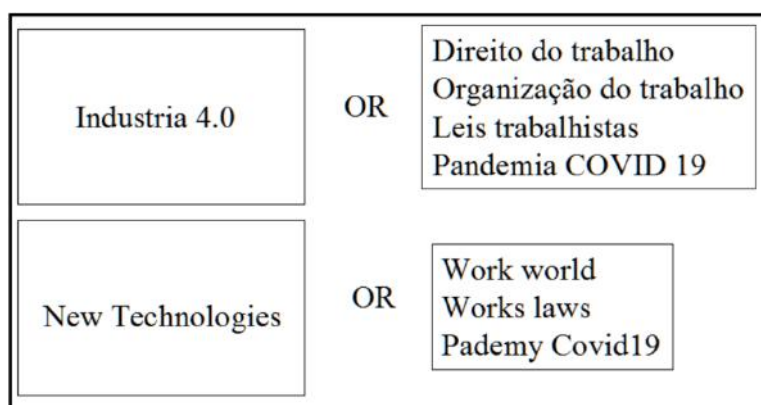 Industria 4.0
OR
Direito do trabalho
Organização do trabalho
Leis trabalhistas
Pandemia COVID 19
New Technologies
OR
Work world
Works laws
Pademy Covid19